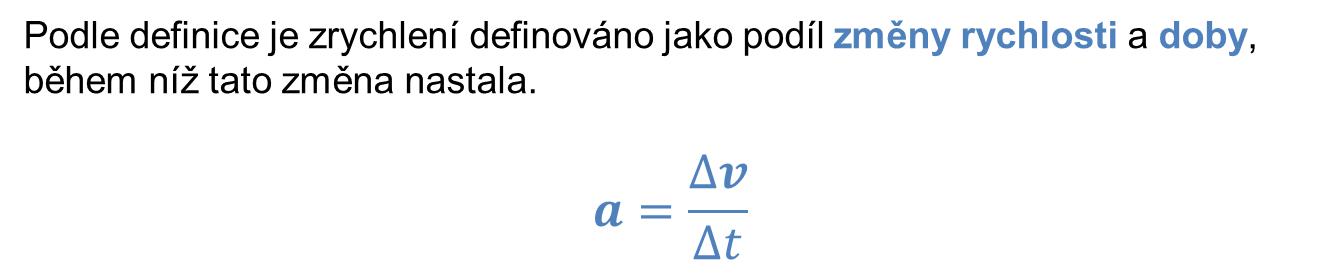 Podle definice je zrychlení definováno jako podíl změny rychlosti a doby,
během níž tato změna nastala.
a = Δv / Δt